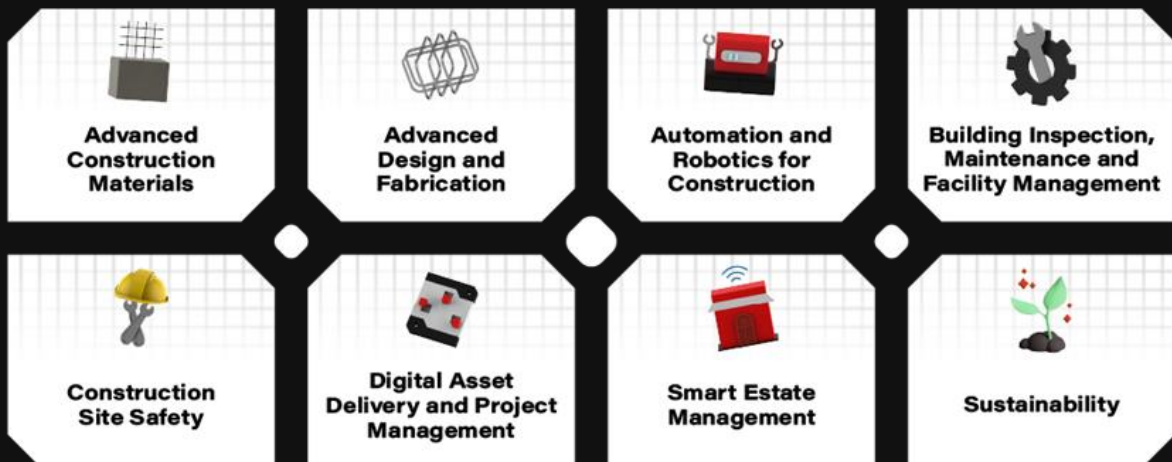 Advanced
Construction
Materials
Advanced
Design and
Fabrication
Automation and
Robotics for
Construction
Building Inspection,
Maintenance and
Facility Management
Construction
Site Safety
Digital Asset
Delivery and Project
Management
Smart Estate
Management
Sustainability